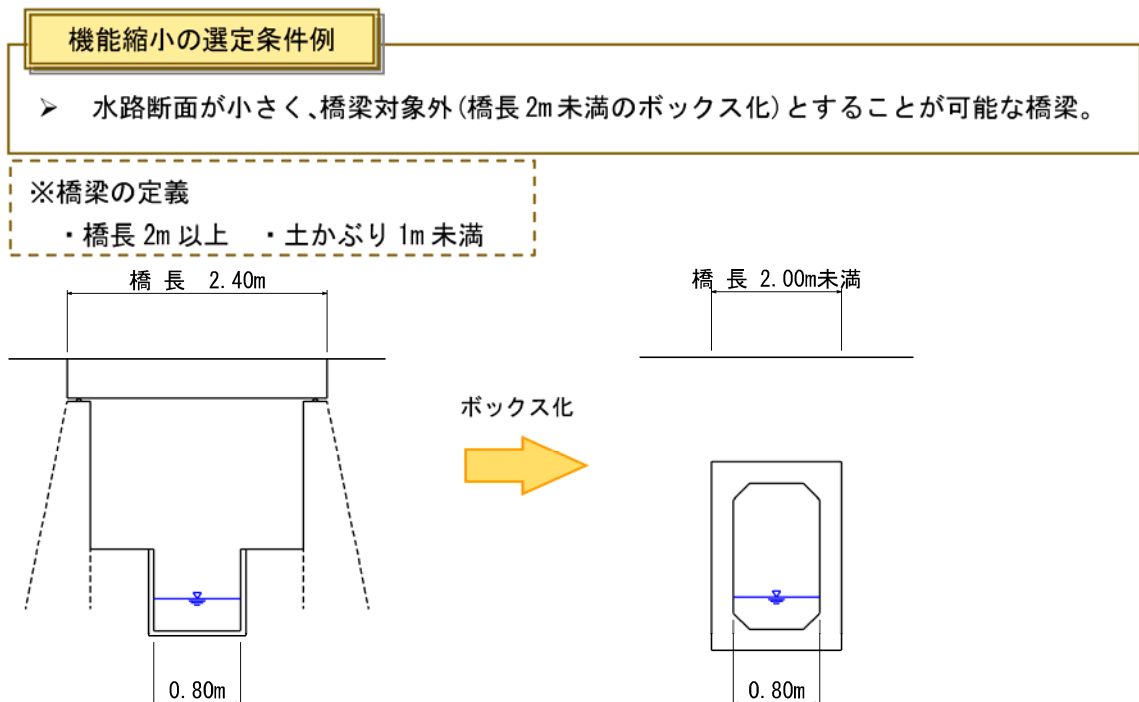 機能縮小の選定条件例
➢ 水路断面が小さく、橋梁対象外(橋長2m未満のボックス化)とすることが可能な橋梁。
※橋梁の定義
・橋長2m以上 ・土かぶり1m未満
橋 長 2.40m
橋 長 2.00m未満
ボックス化
0.80m
0.80m